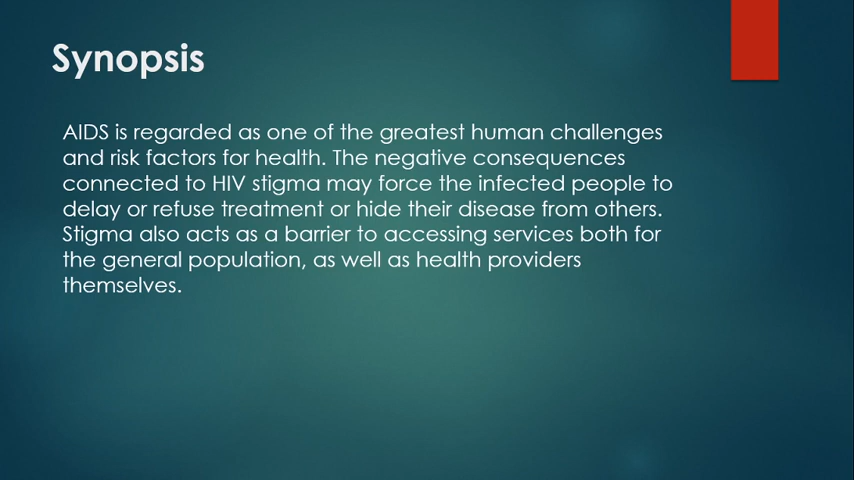 Synopsis
AIDS is regarded as one of the greatest human challenges
and risk factors for health. The negative consequences
connected to HIV stigma may force the infected people to
delay or refuse treatment or hide their disease from others.
Stigma also acts as a barrier to accessing services both for
the general population, as well as health providers
themselves.